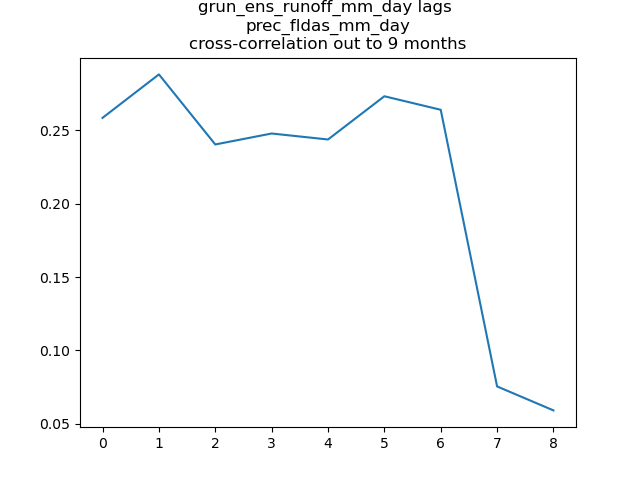 grun_ens_runoff_mm_day lags
prec_fldas_mm_day
cross-correlation out to 9 months
0.25
0.20
0.15
0.10
0.05
0 1 2 3 4 5 6 7 8